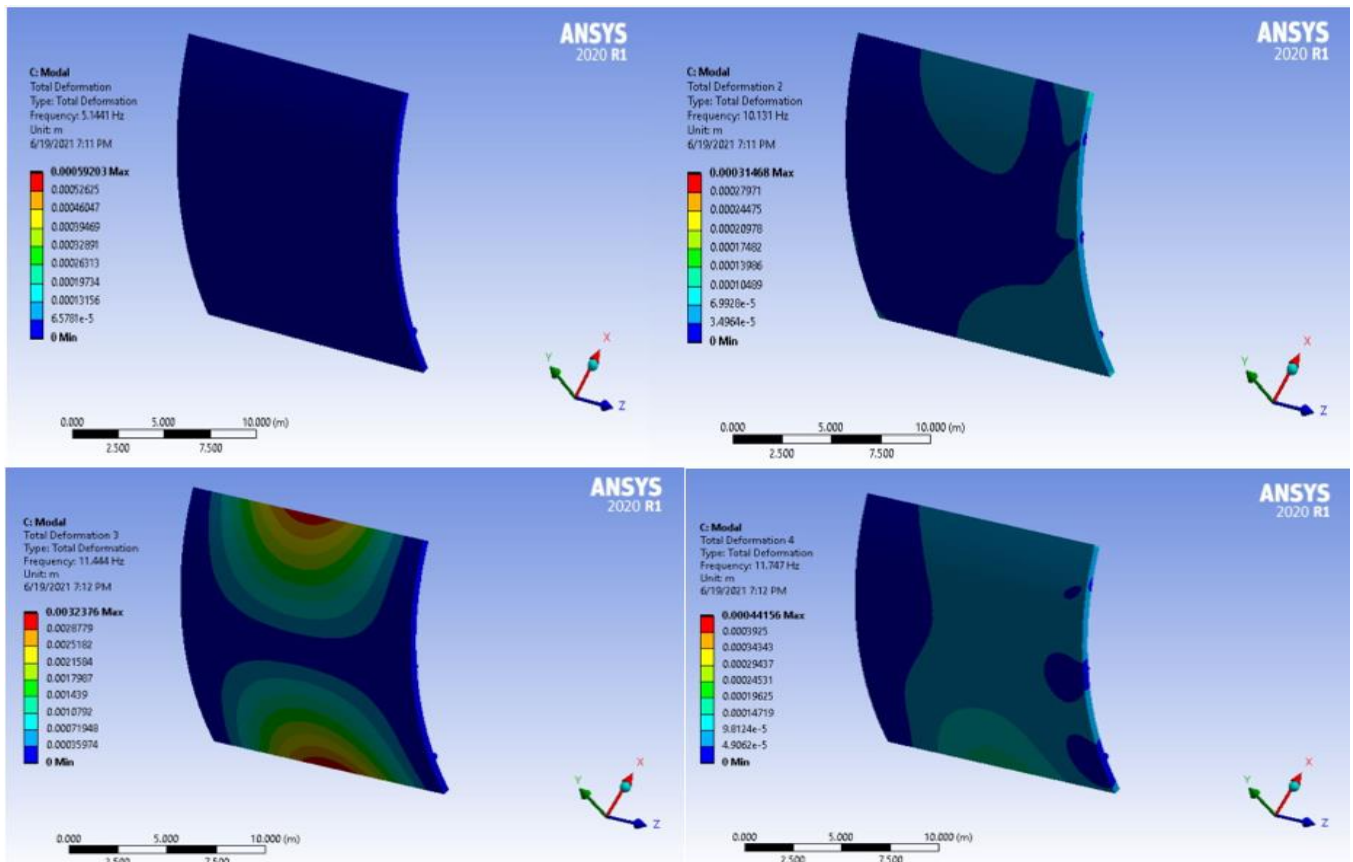 ANSYS
2020 R1
C: Modal
Total Deformation
Type: Total Deformation
Frequency: 5.1441 Hz
Unit: m
6/19/2021 7:11 PM
0.00059203 Max
0.00052625
0.00046047
0.00039469
0.00032891
0.00026313
0.00019734
0.00013156
6.5781e-5
0 Min
X
Y
Z
0.000 5.000 10.000 (m)
2.500 7.500
ANSYS
2020 R1
C: Modal
Total Deformation 2
Type: Total Deformation
Frequency: 10.131 Hz
Unit: m
6/19/2021 7:11 PM
0.00031468 Max
0.00027971
0.00024475
0.00020978
0.00017482
0.00013986
0.00010489
6.9928e-5
3.4964e-5
0 Min
X
Y
Z
0.000 5.000 10.000 (m)
2.500 7.500
ANSYS
2020 R1
C: Modal
Total Deformation 3
Type: Total Deformation
Frequency: 11.444 Hz
Unit: m
6/19/2021 7:12 PM
0.0032376 Max
0.0028779
0.0025182
0.0021584
0.0017987
0.001439
0.0010792
0.00071948
0.00035974
0 Min
X
Y
Z
0.000 5.000 10.000 (m)
2.500 7.500
ANSYS
2020 R1
C: Modal
Total Deformation 4
Type: Total Deformation
Frequency: 11.747 Hz
Unit: m
6/19/2021 7:12 PM
0.00044156 Max
0.0003925
0.00034343
0.00029437
0.00024531
0.00019625
0.00014719
9.8124e-5
4.9062e-5
0 Min
X
Y
Z
0.000 5.000 10.000 (m)
2.500 7.500